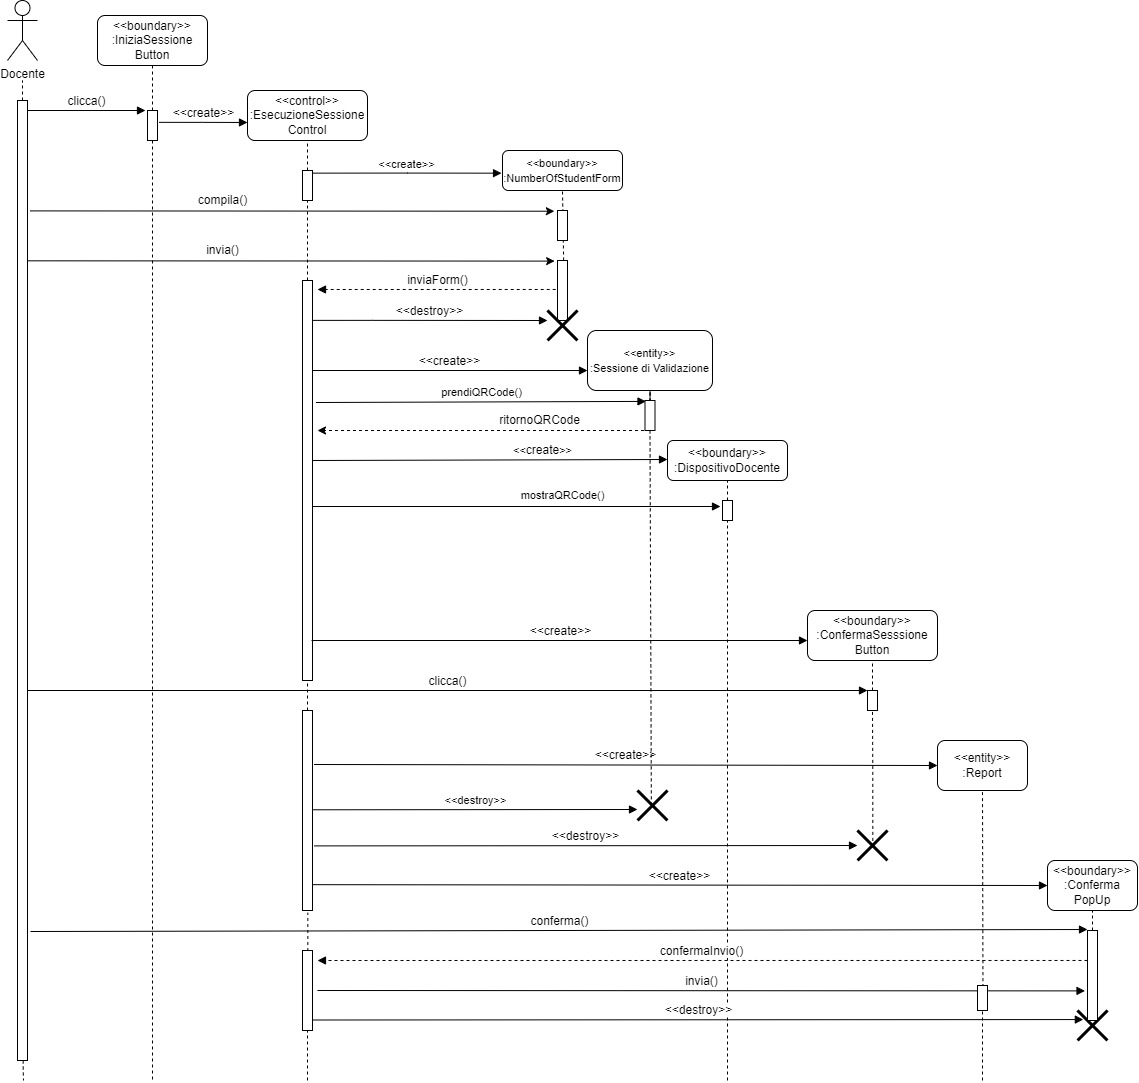 <<boundary>>
:IniziaSessione
Button
Docente
clicca()
<<create>>
<<control>>
:EsecuzioneSessione
Control
<<create>>
<<boundary>>
:NumberOfStudentForm
compila()
invia()
inviaForm()
<<destroy>>
<<create>>
<<entity>>
:Sessione di Validazione
prendiQRCode()
ritornoQRCode
<<create>>
<<boundary>>
:DispositivoDocente
mostraQRCode()
<<create>>
<<boundary>>
:ConfermaSesssione
Button
clicca()
<<create>>
<<entity>>
:Report
<<destroy>>
<<destroy>>
<<create>>
<<boundary>>
:Conferma
PopUp
conferma()
confermaInvio()
invia()
<<destroy>>